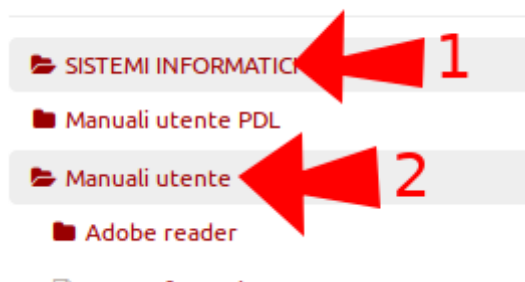 SISTEMI INFORMATIC 1
Manuali utente PDL
Manuali utente 2
Adobe reader